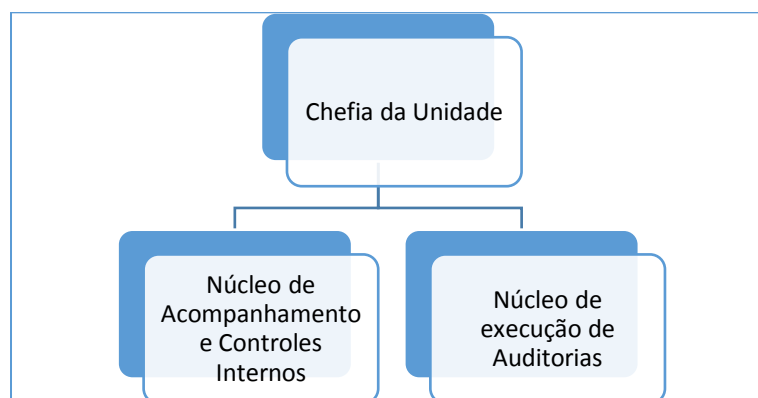 Chefia da Unidade
Núcleo de
Acompanhamento
e Controles
Internos
Núcleo de
execução de
Auditorias